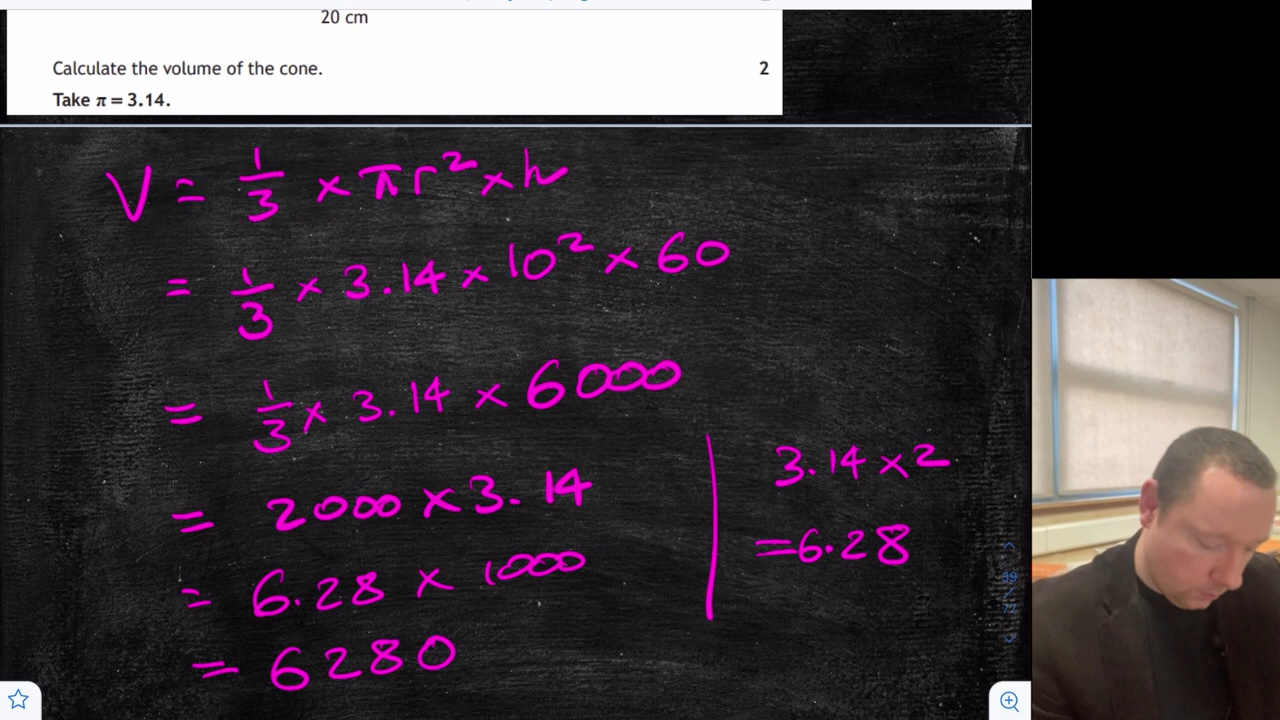 20 cm
Calculate the volume of the cone. 2
Take π = 3.14.
V = 1/3 × πr² × h
= 1/3 × 3.14 × 10² × 60
= 1/3 × 3.14 × 6000
= 2000 × 3.14
= 6.28 × 1000
= 6280
3.14 × 2
= 6.28